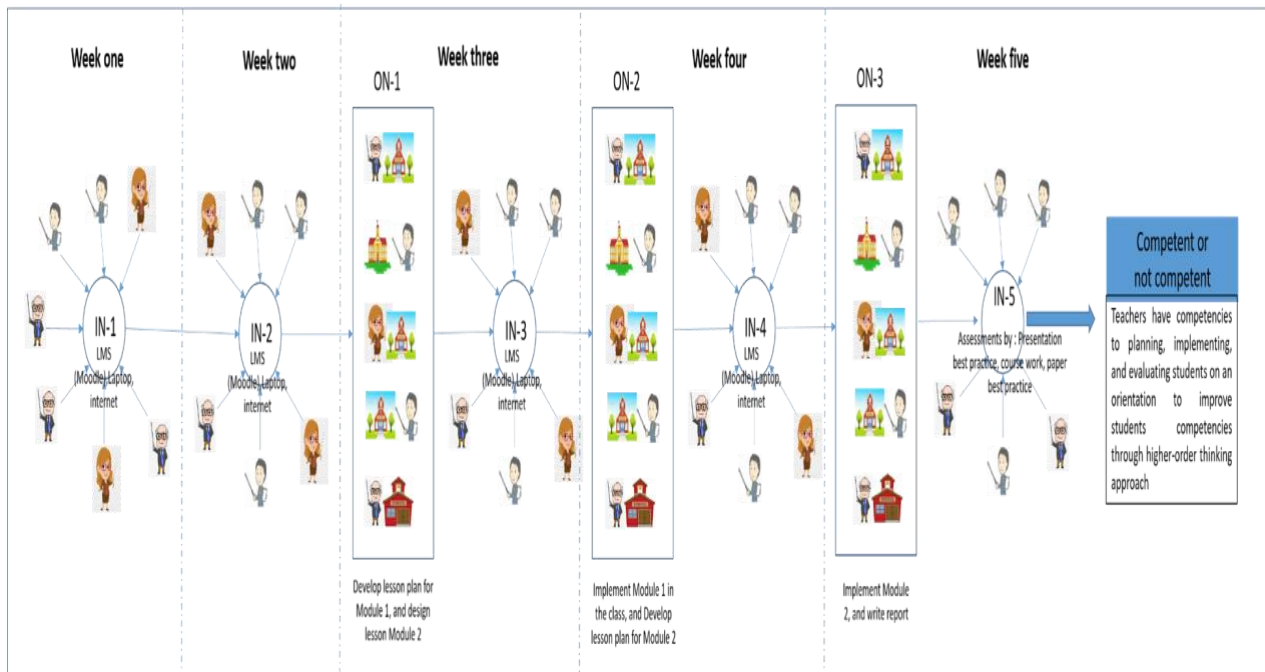 Week one
Week two
Week three
Week four
Week five
ON-1
ON-2
ON-3
IN-1
LMS
(Moodle) Laptop,
internet
IN-2
LMS
(Moodle) Laptop,
internet
IN-3
LMS
(Moodle) Laptop,
internet
IN-4
LMS
(Moodle) Laptop,
internet
IN-5
Assessments by : Presentation
best practice, course work, paper
best practice
Competent or
not competent
Teachers have competencies
to planning, implementing,
and evaluating students on an
orientation to improve
students competencies
through higher-order thinking
approach
Develop lesson plan for
Module 1, and design
lesson Module 2
Implement Module 1 in
the class, and Develop
lesson plan for Module 2
Implement Module
2, and write report